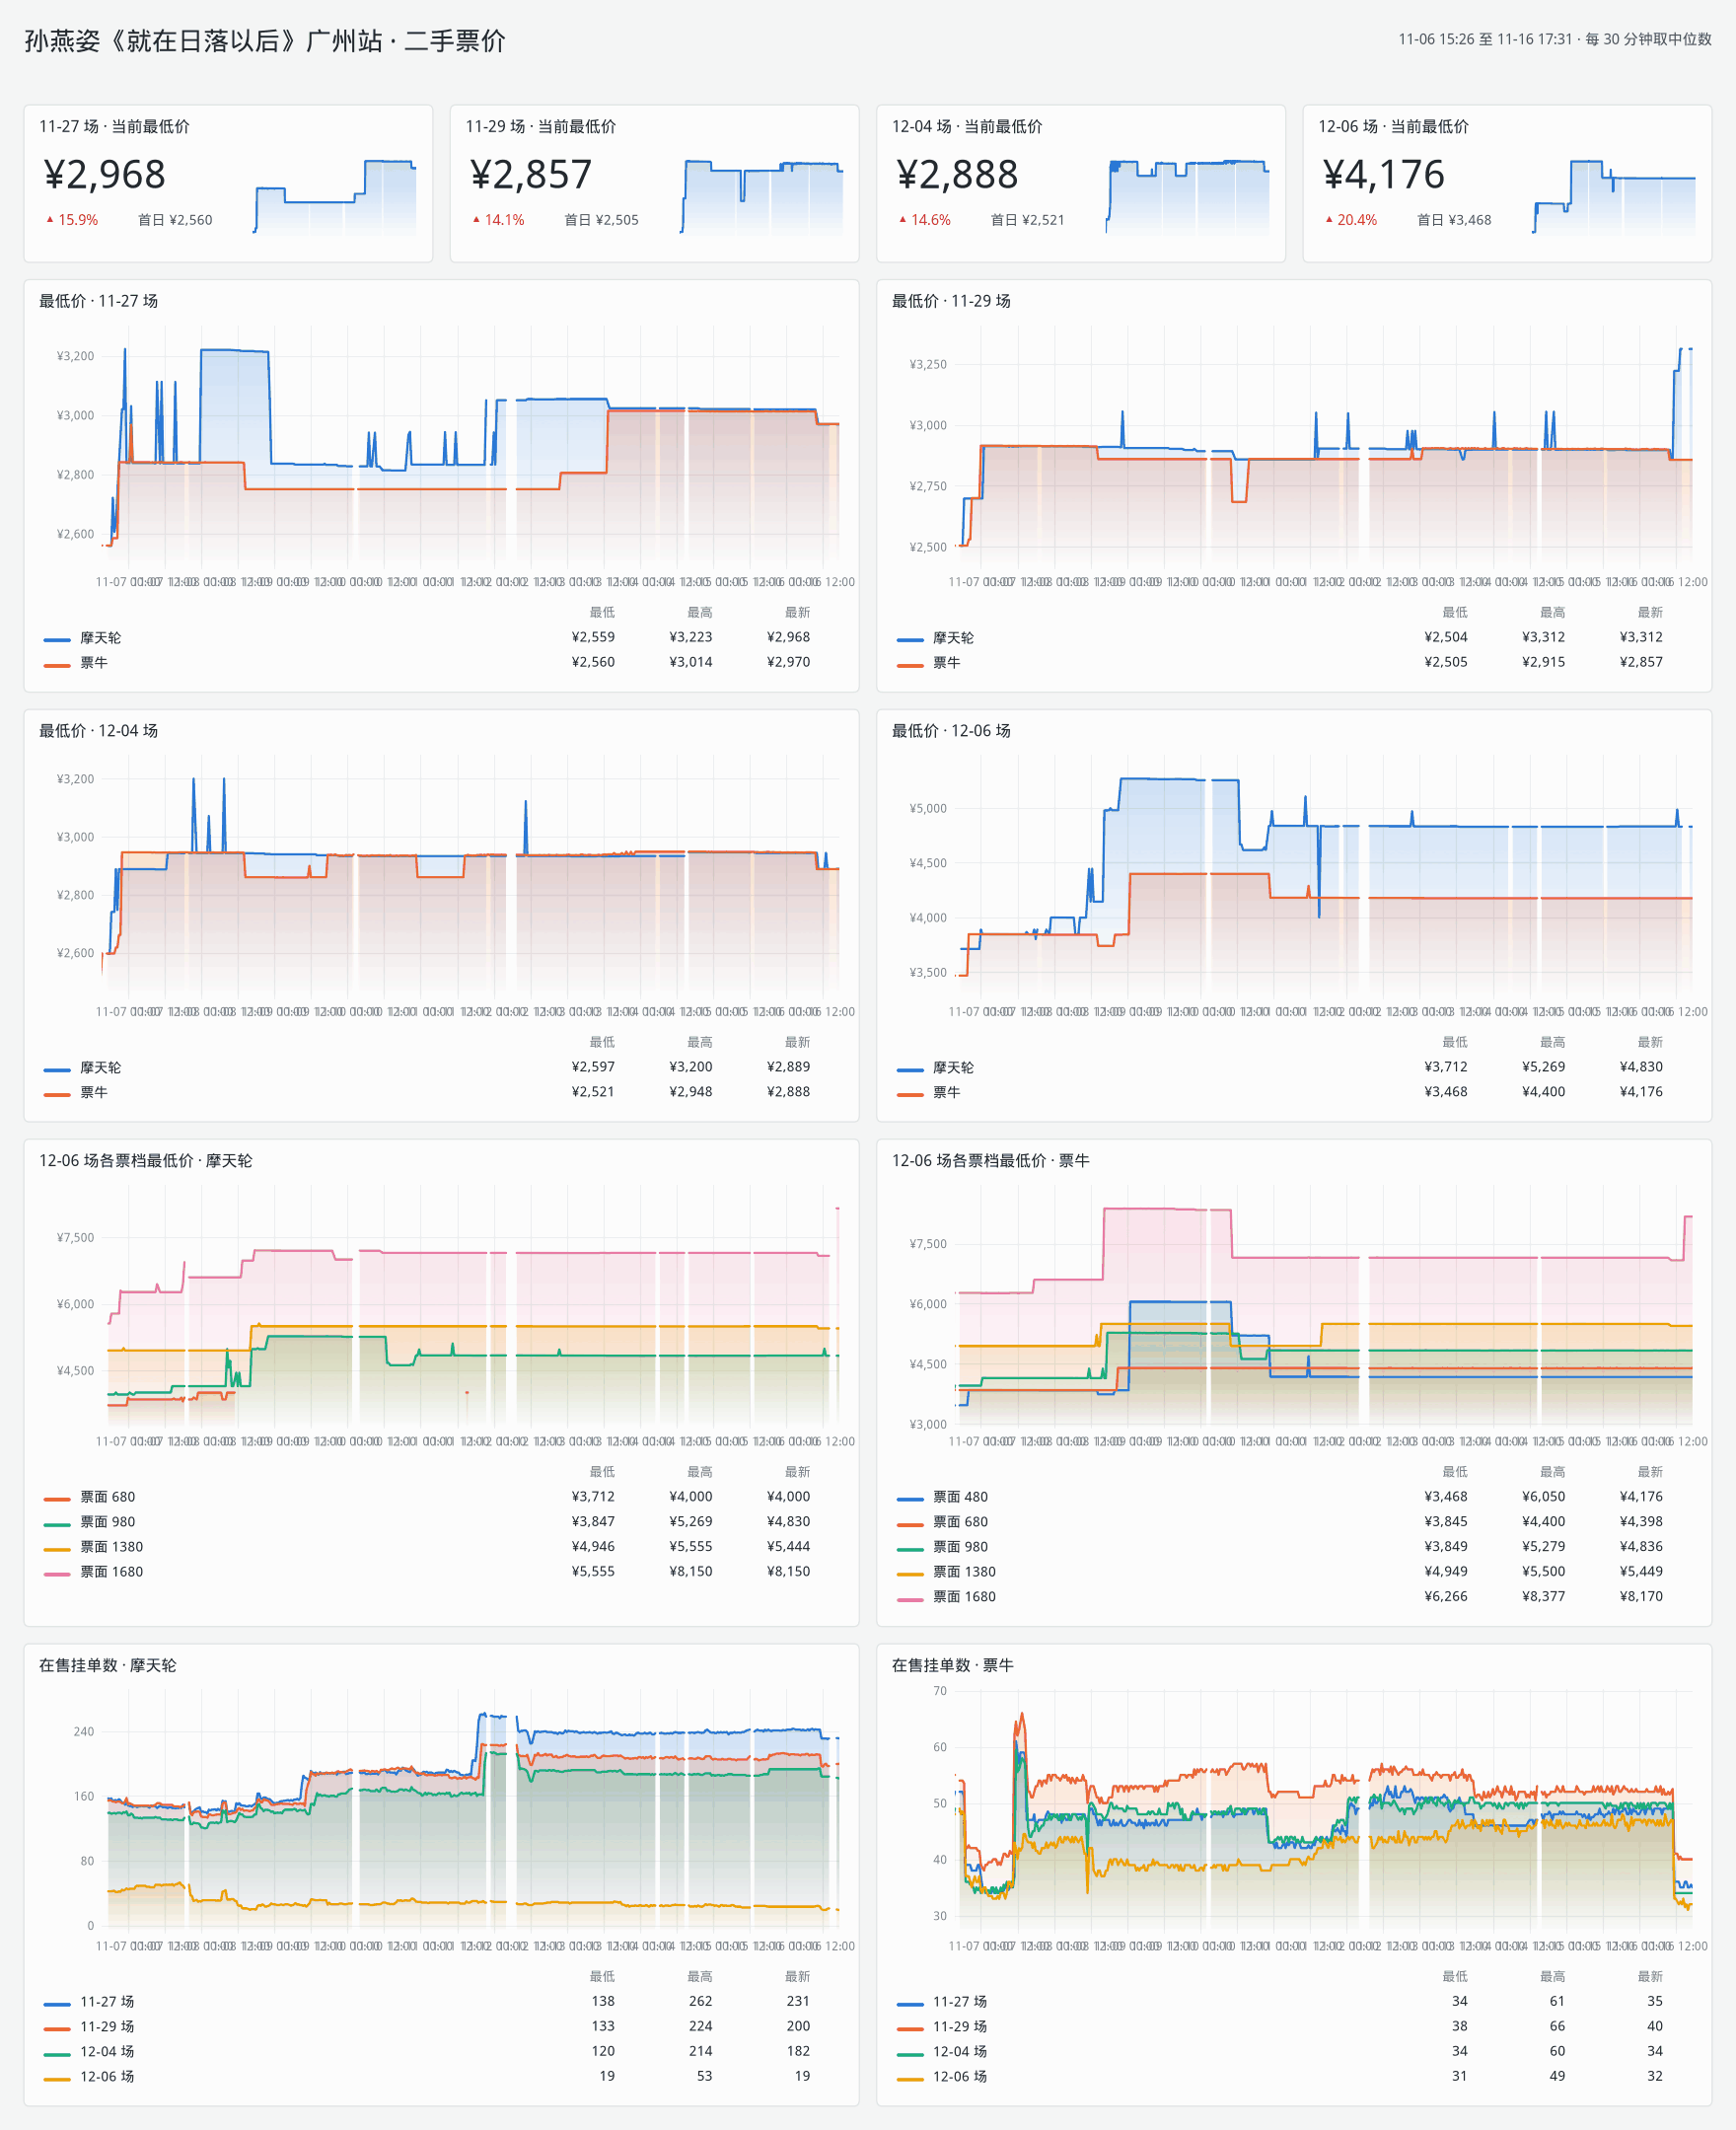 孙燕姿《就在日落以后》广州站 · 二手票价
11-06 15:26 至 11-16 17:31 · 每 30 分钟取中位数
11-27 场 · 当前最低价
¥2,968
▲ 15.9% 首日 ¥2,560
11-29 场 · 当前最低价
¥2,857
▲ 14.1% 首日 ¥2,505
12-04 场 · 当前最低价
¥2,888
▲ 14.6% 首日 ¥2,521
12-06 场 · 当前最低价
¥4,176
▲ 20.4% 首日 ¥3,468
最低价 · 11-27 场
¥3,200
¥3,000
¥2,800
¥2,600
最低 最高 最新
摩天轮 ¥2,559 ¥3,223 ¥2,968
票牛 ¥2,560 ¥3,014 ¥2,970
最低价 · 11-29 场
¥3,250
¥3,000
¥2,750
¥2,500
最低 最高 最新
摩天轮 ¥2,504 ¥3,312 ¥3,312
票牛 ¥2,505 ¥2,915 ¥2,857
最低价 · 12-04 场
¥3,200
¥3,000
¥2,800
¥2,600
最低 最高 最新
摩天轮 ¥2,597 ¥3,200 ¥2,889
票牛 ¥2,521 ¥2,948 ¥2,888
最低价 · 12-06 场
¥5,000
¥4,500
¥4,000
¥3,500
最低 最高 最新
摩天轮 ¥3,712 ¥5,269 ¥4,830
票牛 ¥3,468 ¥4,400 ¥4,176
12-06 场各票档最低价 · 摩天轮
¥7,500
¥6,000
¥4,500
最低 最高 最新
票面 680 ¥3,712 ¥4,000 ¥4,000
票面 980 ¥3,847 ¥5,269 ¥4,830
票面 1380 ¥4,946 ¥5,555 ¥5,444
票面 1680 ¥5,555 ¥8,150 ¥8,150
12-06 场各票档最低价 · 票牛
¥7,500
¥6,000
¥4,500
¥3,000
最低 最高 最新
票面 480 ¥3,468 ¥6,050 ¥4,176
票面 680 ¥3,845 ¥4,400 ¥4,398
票面 980 ¥3,849 ¥5,279 ¥4,836
票面 1380 ¥4,949 ¥5,500 ¥5,449
票面 1680 ¥6,266 ¥8,377 ¥8,170
在售挂单数 · 摩天轮
240
160
80
0
最低 最高 最新
11-27 场 138 262 231
11-29 场 133 224 200
12-04 场 120 214 182
12-06 场 19 53 19
在售挂单数 · 票牛
70
60
50
40
30
最低 最高 最新
11-27 场 34 61 35
11-29 场 38 66 40
12-04 场 34 60 34
12-06 场 31 49 32